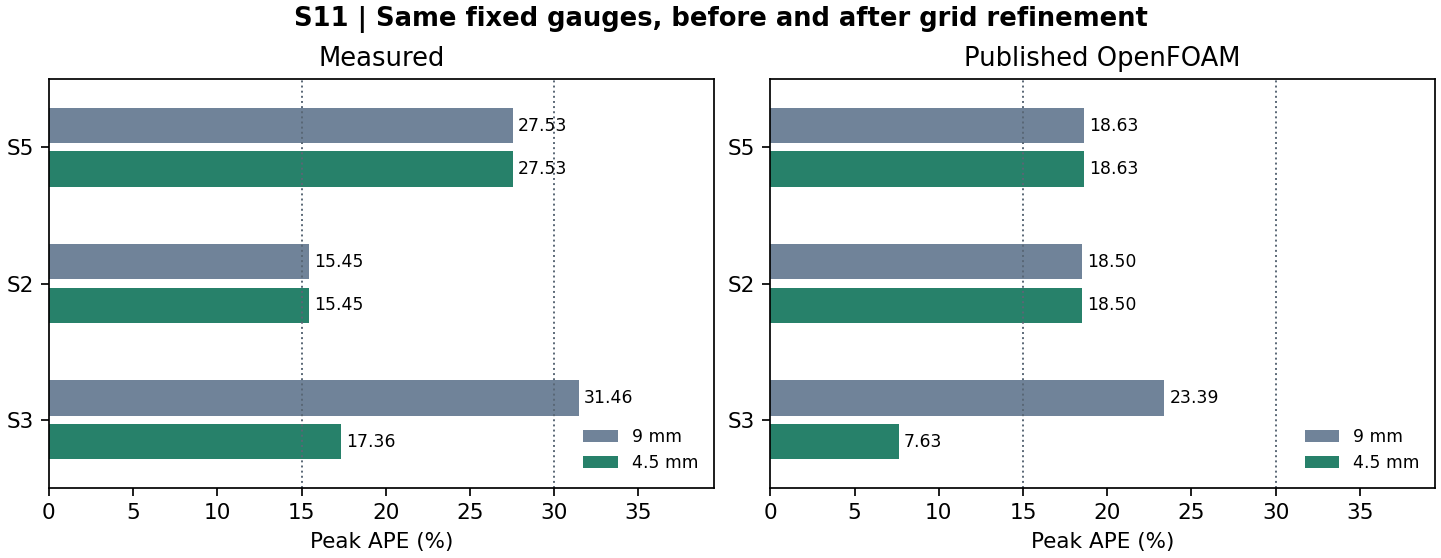 S11 | Same fixed gauges, before and after grid refinement
Measured
S5
27.53
27.53
S2
15.45
15.45
S3
31.46
17.36
9 mm
4.5 mm
0 5 10 15 20 25 30 35
Peak APE (%)
Published OpenFOAM
S5
18.63
18.63
S2
18.50
18.50
S3
23.39
7.63
9 mm
4.5 mm
0 5 10 15 20 25 30 35
Peak APE (%)